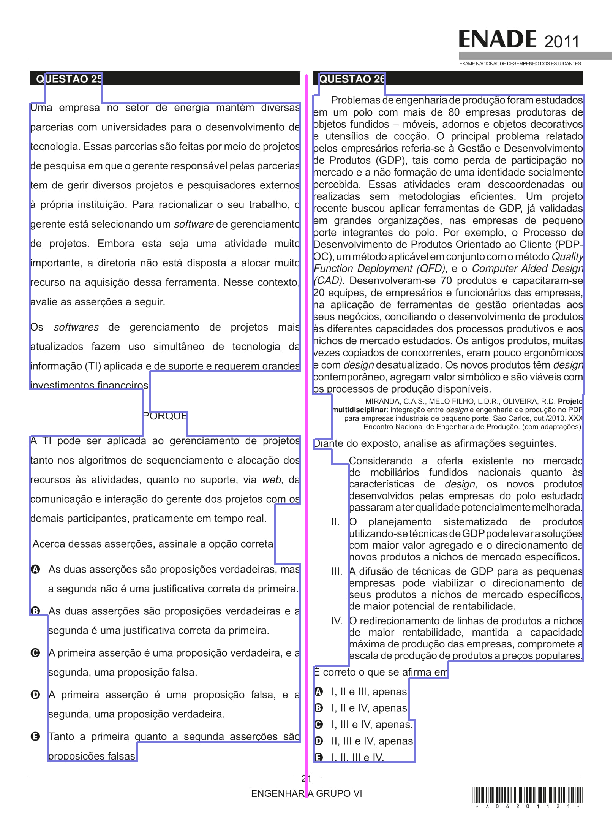 ENADE 2011
EXAME NACIONAL DE DESEMPENHO DOS ESTUDANTES
QUESTÃO 25
Uma empresa no setor de energia mantém diversas
parcerias com universidades para o desenvolvimento de
tecnologia. Essas parcerias são feitas por meio de projetos
de pesquisa em que o gerente responsável pelas parcerias
tem de gerir diversos projetos e pesquisadores externos
à própria instituição. Para racionalizar o seu trabalho, o
gerente está selecionando um software de gerenciamento
de projetos. Embora esta seja uma atividade muito
importante, a diretoria não está disposta a alocar muito
recurso na aquisição dessa ferramenta. Nesse contexto,
avalie as asserções a seguir.
Os softwares de gerenciamento de projetos mais
atualizados fazem uso simultâneo de tecnologia da
informação (TI) aplicada e de suporte e requerem grandes
investimentos financeiros
PORQUE
A TI pode ser aplicada ao gerenciamento de projetos
tanto nos algoritmos de sequenciamento e alocação dos
recursos às atividades, quanto no suporte, via web, da
comunicação e interação do gerente dos projetos com os
demais participantes, praticamente em tempo real.
Acerca dessas asserções, assinale a opção correta.
A As duas asserções são proposições verdadeiras, mas
a segunda não é uma justificativa correta da primeira.
B As duas asserções são proposições verdadeiras e a
segunda é uma justificativa correta da primeira.
C A primeira asserção é uma proposição verdadeira, e a
segunda, uma proposição falsa.
D A primeira asserção é uma proposição falsa, e a
segunda, uma proposição verdadeira.
E Tanto a primeira quanto a segunda asserções são
proposições falsas.
QUESTÃO 26
Problemas de engenharia de produção foram estudados
em um polo com mais de 80 empresas produtoras de
objetos fundidos – móveis, adornos e objetos decorativos
e utensílios de cocção. O principal problema relatado
pelos empresários referia-se à Gestão e Desenvolvimento
de Produtos (GDP), tais como perda de participação no
mercado e a não formação de uma identidade socialmente
percebida. Essas atividades eram descoordenadas ou
realizadas sem metodologias eficientes. Um projeto
recente buscou aplicar ferramentas de GDP, já validadas
em grandes organizações, nas empresas de pequeno
porte integrantes do polo. Por exemplo, o Processo de
Desenvolvimento de Produtos Orientado ao Cliente (PDP-
OC), um método aplicável em conjunto com o método Quality
Function Deployment (QFD), e o Computer Aided Design
(CAD). Desenvolveram-se 70 produtos e capacitaram-se
20 equipes, de empresários e funcionários das empresas,
na aplicação de ferramentas de gestão orientadas aos
seus negócios, conciliando o desenvolvimento de produtos
às diferentes capacidades dos processos produtivos e aos
nichos de mercado estudados. Os antigos produtos, muitas
vezes copiados de concorrentes, eram pouco ergonômicos
e com design desatualizado. Os novos produtos têm design
contemporâneo, agregam valor simbólico e são viáveis com
os processos de produção disponíveis.
MIRANDA, C.A.S., MELO FILHO, L.D.R., OLIVEIRA, R.D. Projeto
multidisciplinar: integração entre design e engenharia de produção no PDP
para empresas industriais de pequeno porte. São Carlos, out./2010. XXX
Encontro Nacional de Engenharia de Produção. (com adaptações)
Diante do exposto, analise as afirmações seguintes.
Considerando a oferta existente no mercado
de mobiliários fundidos nacionais quanto às
características de design, os novos produtos
desenvolvidos pelas empresas do polo estudado
passaram a ter qualidade potencialmente melhorada.
II. O planejamento sistematizado de produtos
utilizando-se técnicas de GDP pode levar a soluções
com maior valor agregado e o direcionamento de
novos produtos a nichos de mercado específicos.
III. A difusão de técnicas de GDP para as pequenas
empresas pode viabilizar o direcionamento de
seus produtos a nichos de mercado específicos,
de maior potencial de rentabilidade.
IV. O redirecionamento de linhas de produtos a nichos
de maior rentabilidade, mantida a capacidade
máxima de produção das empresas, compromete a
escala de produção de produtos a preços populares.
É correto o que se afirma em
A I, II e III, apenas.
B I, II e IV, apenas.
C I, III e IV, apenas.
D II, III e IV, apenas.
E I, II, III e IV.
21
ENGENHARIA GRUPO VI